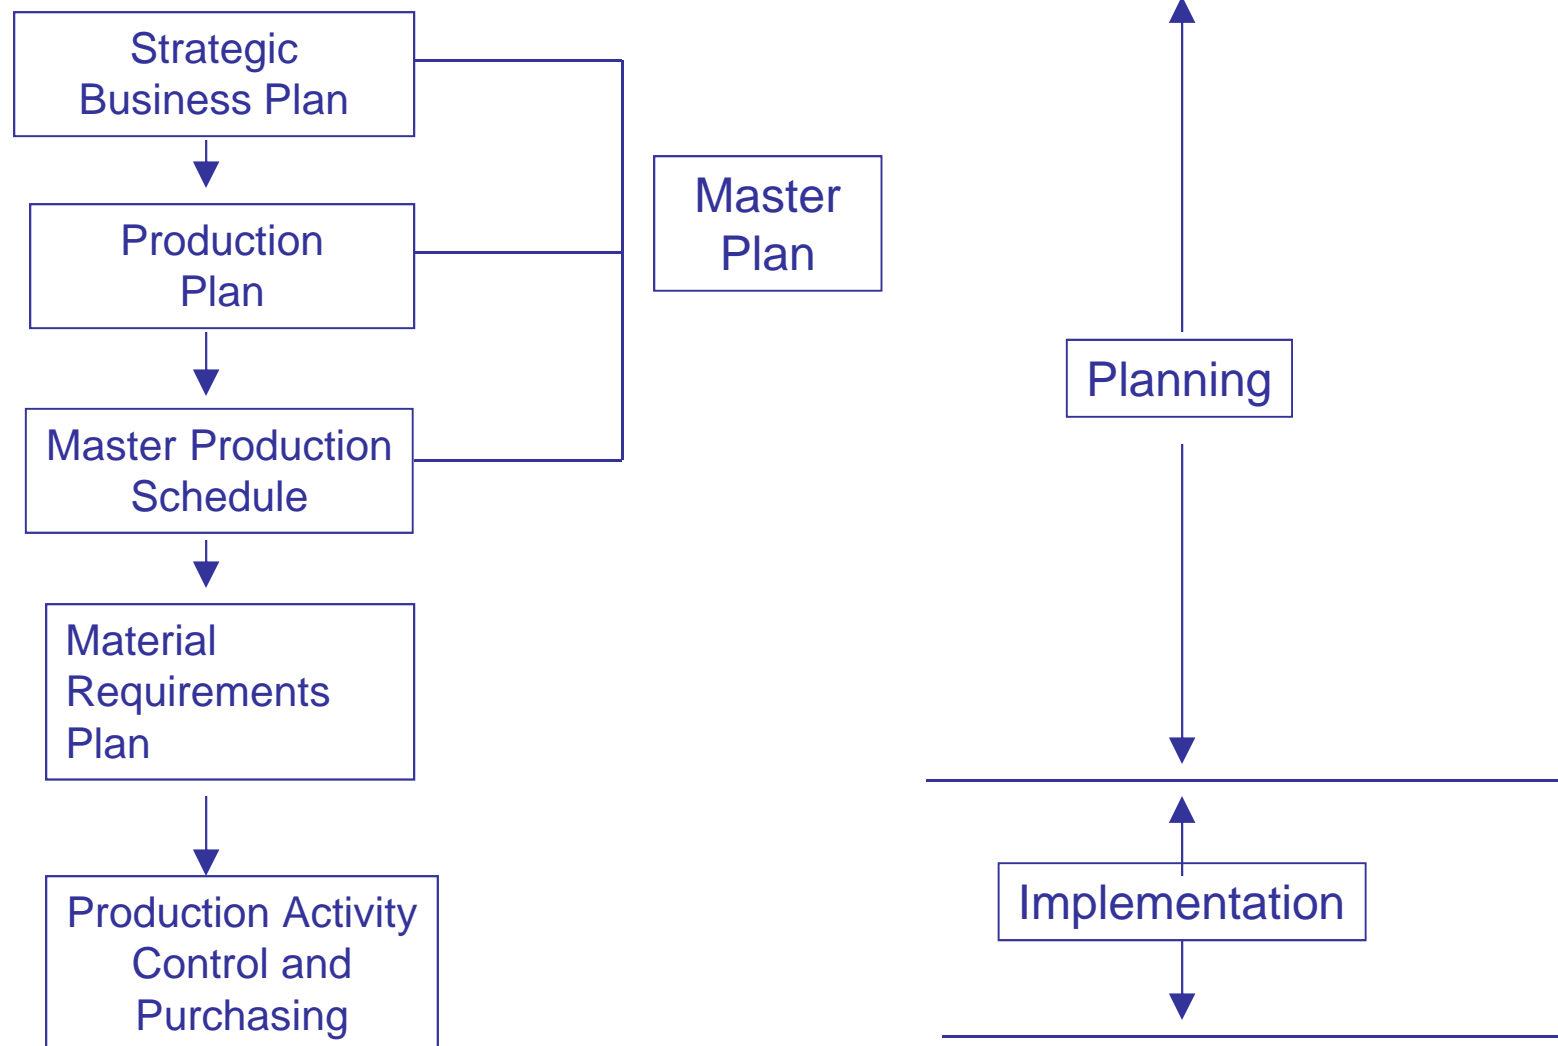 Strategic
Business Plan
Production
Plan
Master Production
Schedule
Material
Requirements
Plan
Production Activity
Control and
Purchasing
Master
Plan
Planning
Implementation